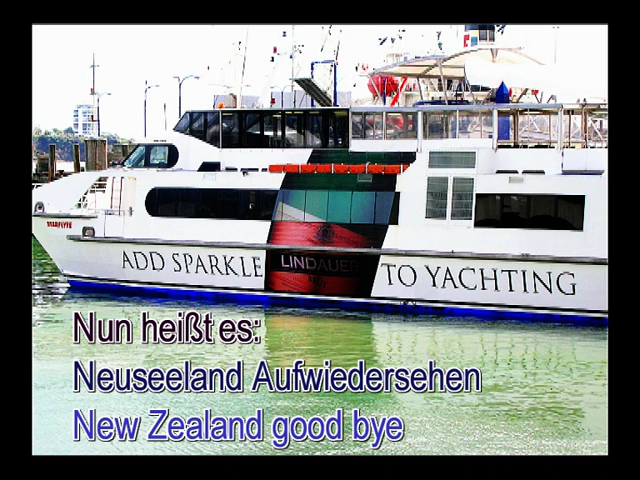 ADD SPARKLE LINDAUER TO YACHTING
Nun heißt es:
Neuseeland Aufwiedersehen
New Zealand good bye